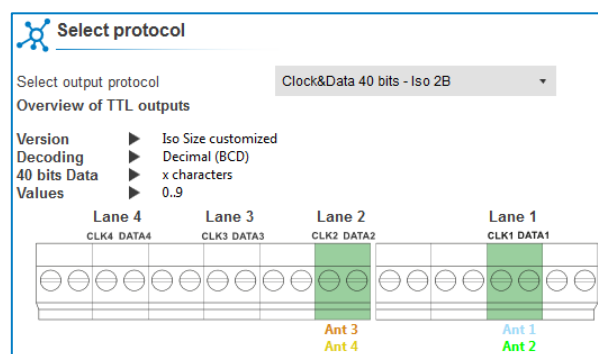 Select protocol
Select output protocol Clock&Data 40 bits - Iso 2B
Overview of TTL outputs
Version Iso Size customized
Decoding Decimal (BCD)
40 bits Data x characters
Values 0..9
Lane 4 Lane 3 Lane 2 Lane 1
CLK4 DATA4 CLK3 DATA3 CLK2 DATA2 CLK1 DATA1
Ant 3 Ant 1
Ant 4 Ant 2